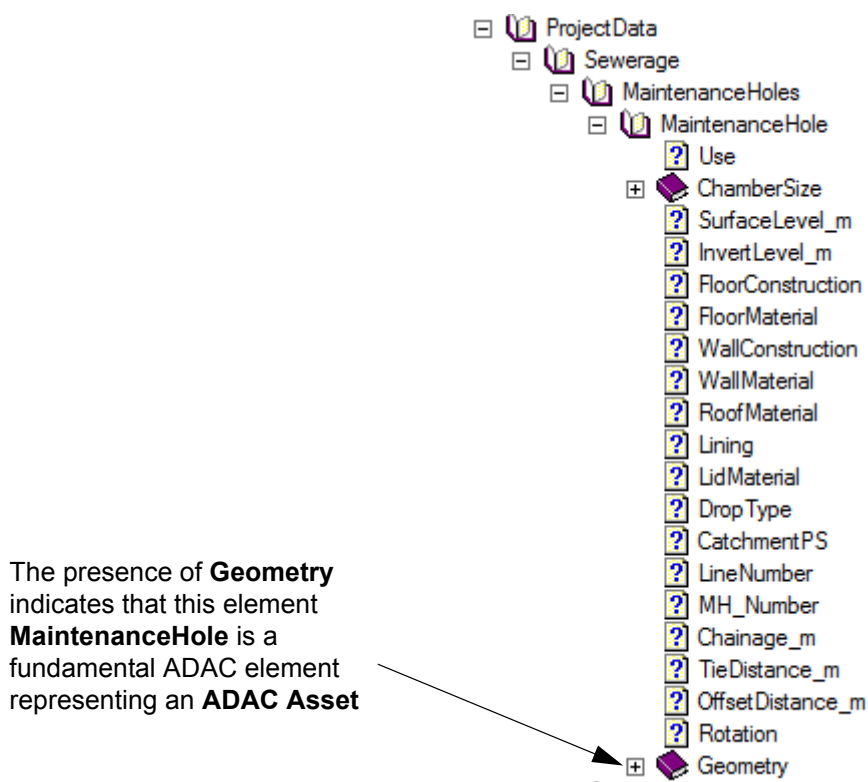 ProjectData
Sewerage
MaintenanceHoles
MaintenanceHole
Use
ChamberSize
SurfaceLevel_m
InvertLevel_m
FloorConstruction
FloorMaterial
WallConstruction
WallMaterial
RoofMaterial
Lining
LidMaterial
DropType
CatchmentPS
LineNumber
MH_Number
Chainage_m
TieDistance_m
OffsetDistance_m
Rotation
Geometry
The presence of Geometry
indicates that this element
MaintenanceHole is a
fundamental ADAC element
representing an ADAC Asset